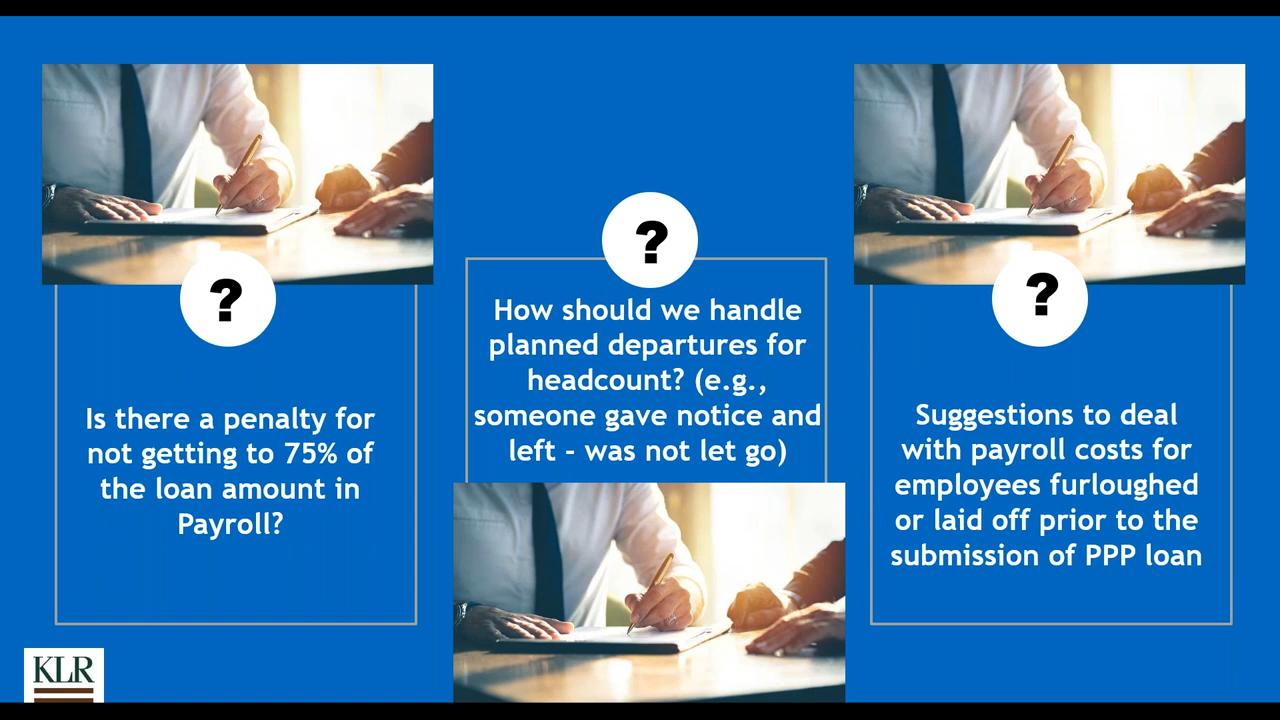 ?
Is there a penalty for
not getting to 75% of
the loan amount in
Payroll?
?
How should we handle
planned departures for
headcount? (e.g.,
someone gave notice and
left - was not let go)
?
Suggestions to deal
with payroll costs for
employees furloughed
or laid off prior to the
submission of PPP loan
KLR